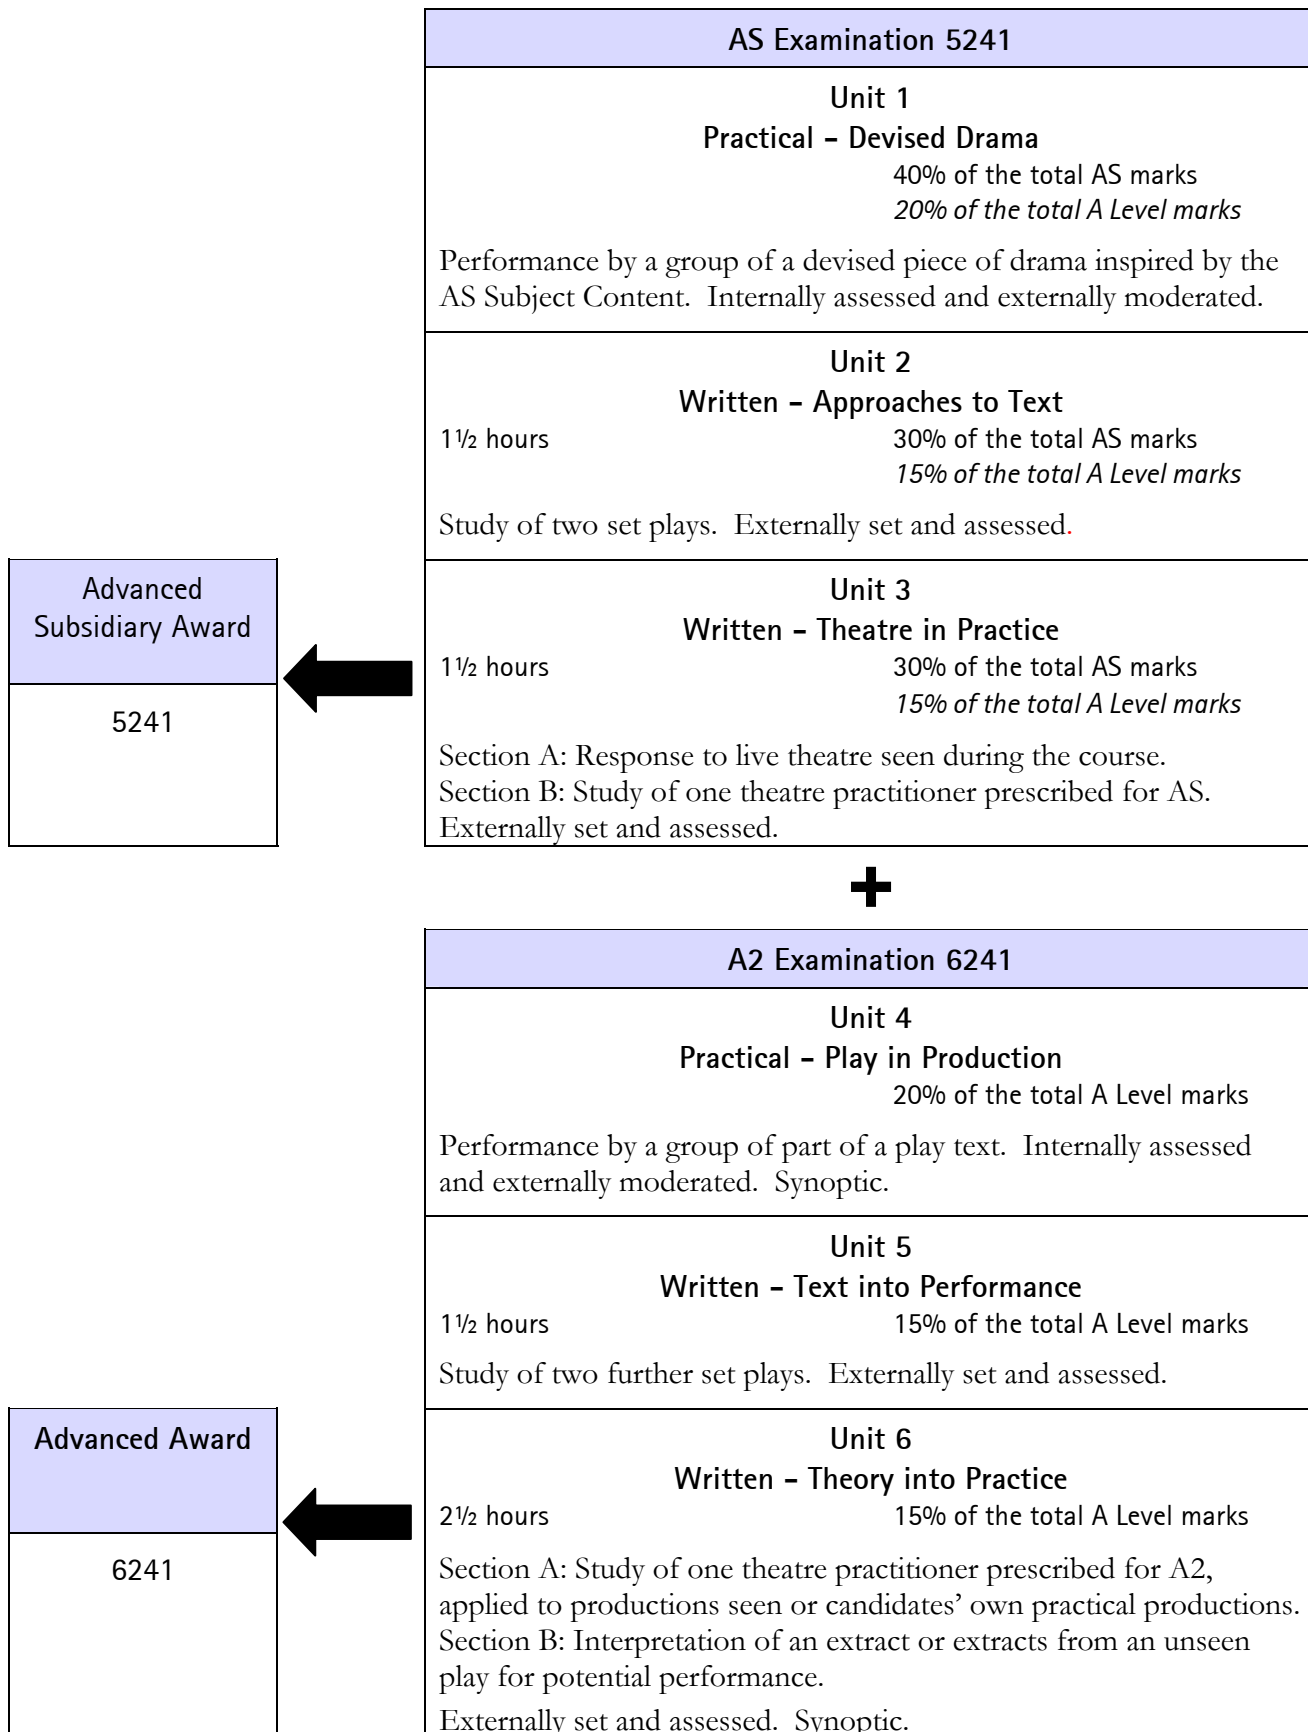 AS Examination 5241
Unit 1
Practical – Devised Drama
40% of the total AS marks
20% of the total A Level marks
Performance by a group of a devised piece of drama inspired by the
AS Subject Content.  Internally assessed and externally moderated.
Unit 2
Written – Approaches to Text
1½ hours 30% of the total AS marks
15% of the total A Level marks
Study of two set plays.  Externally set and assessed.
Advanced
Subsidiary Award
5241
Unit 3
Written – Theatre in Practice
1½ hours 30% of the total AS marks
15% of the total A Level marks
Section A: Response to live theatre seen during the course.
Section B: Study of one theatre practitioner prescribed for AS.
Externally set and assessed.
+
A2 Examination 6241
Unit 4
Practical – Play in Production
20% of the total A Level marks
Performance by a group of part of a play text.  Internally assessed
and externally moderated.  Synoptic.
Unit 5
Written – Text into Performance
1½ hours 15% of the total A Level marks
Study of two further set plays.  Externally set and assessed.
Advanced Award
6241
Unit 6
Written – Theory into Practice
2½ hours 15% of the total A Level marks
Section A: Study of one theatre practitioner prescribed for A2,
applied to productions seen or candidates’ own practical productions.
Section B: Interpretation of an extract or extracts from an unseen
play for potential performance.
Externally set and assessed.  Synoptic.